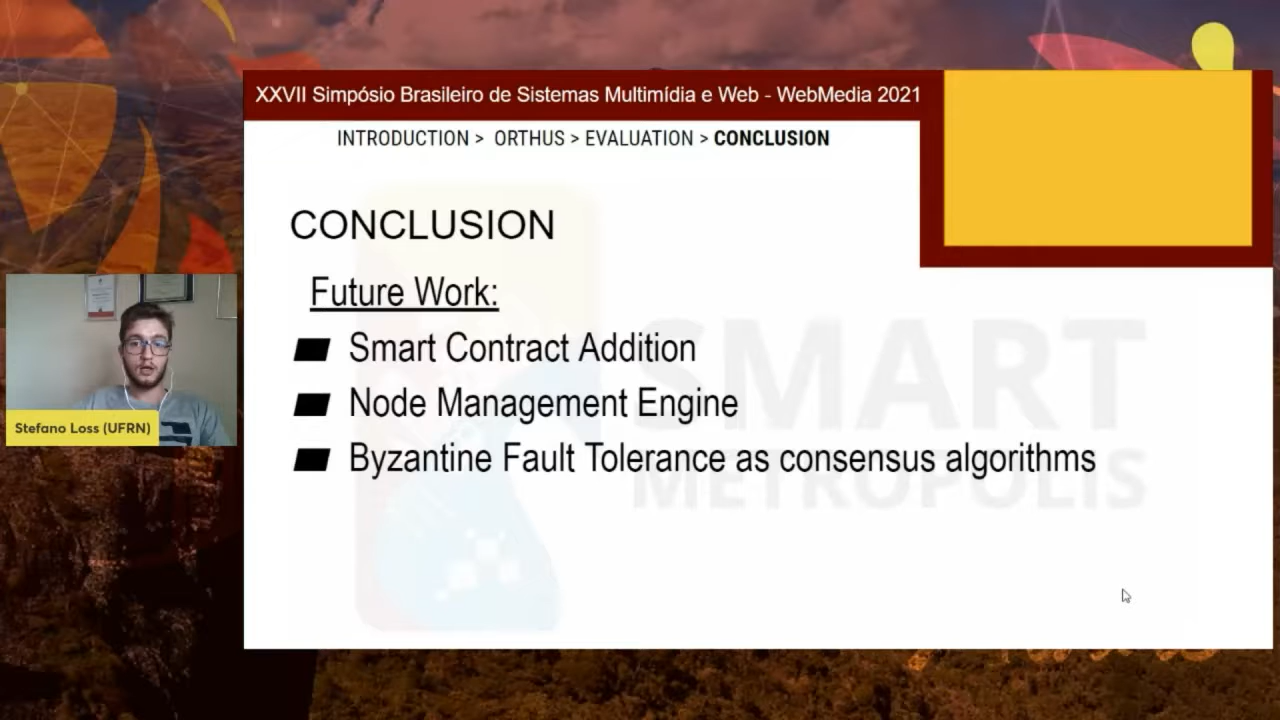 XXVII Simpósio Brasileiro de Sistemas Multimídia e Web - WebMedia 2021
INTRODUCTION > ORTHUS > EVALUATION > CONCLUSION
CONCLUSION
Future Work:
Smart Contract Addition
Node Management Engine
Byzantine Fault Tolerance as consensus algorithms
SMART
METROPOLIS
Stefano Loss (UFRN)